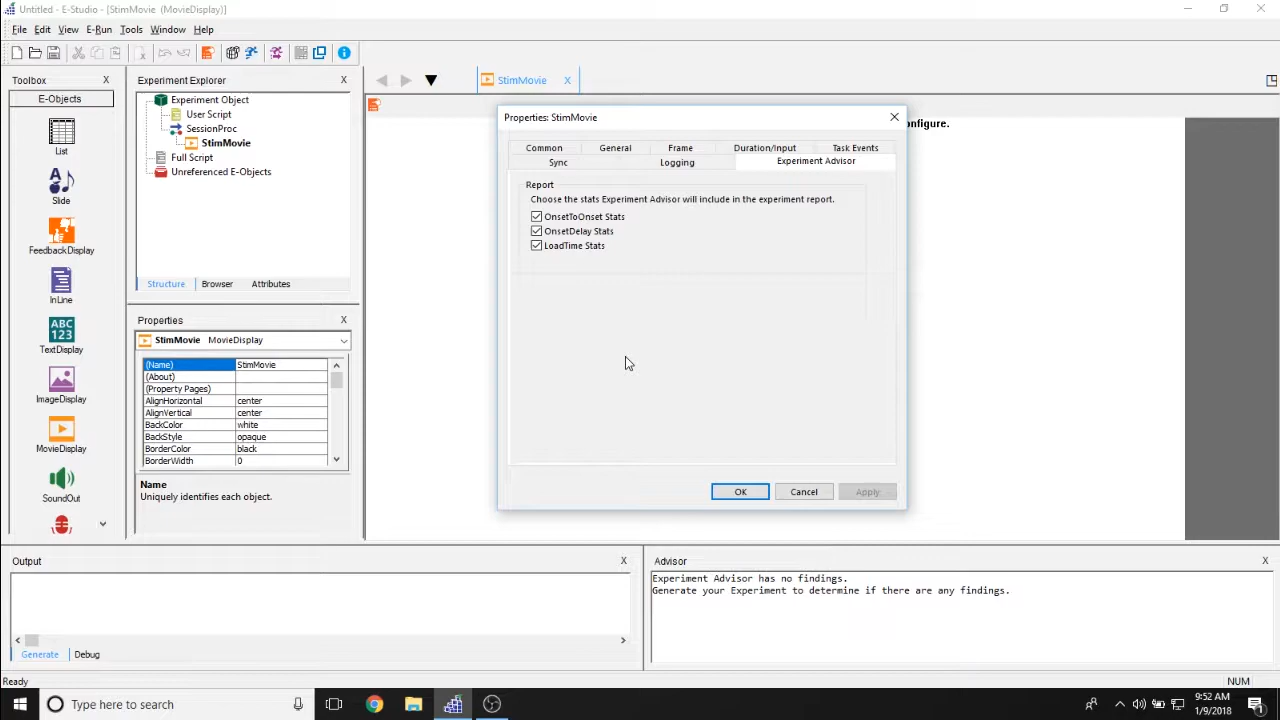 Untitled - E-Studio - [StimMovie (MovieDisplay)]
File Edit View E-Run Tools Window Help
Toolbox X
E-Objects
List
Slide
FeedbackDisplay
InLine
ABC
123
TextDisplay
ImageDisplay
MovieDisplay
SoundOut
Experiment Explorer X
Experiment Object
User Script
SessionProc
StimMovie
Full Script
Unreferenced E-Objects
Structure Browser Attributes
Properties X
StimMovie MovieDisplay
(Name) StimMovie
(About)
(Property Pages)
AlignHorizontal center
AlignVertical center
BackColor white
BackStyle opaque
BorderColor black
BorderWidth 0
Name
Uniquely identifies each object.
StimMovie X
onfigure.
Properties: StimMovie
Common General Frame Duration/Input Task Events
Sync Logging Experiment Advisor
Report
Choose the stats Experiment Advisor will include in the experiment report.
OnsetToOnset Stats
OnsetDelay Stats
LoadTime Stats
OK Cancel Apply
Output X
Generate Debug
Advisor X
Experiment Advisor has no findings.
Generate your Experiment to determine if there are any findings.
Ready NUM
Type here to search
9:52 AM
1/9/2018
1